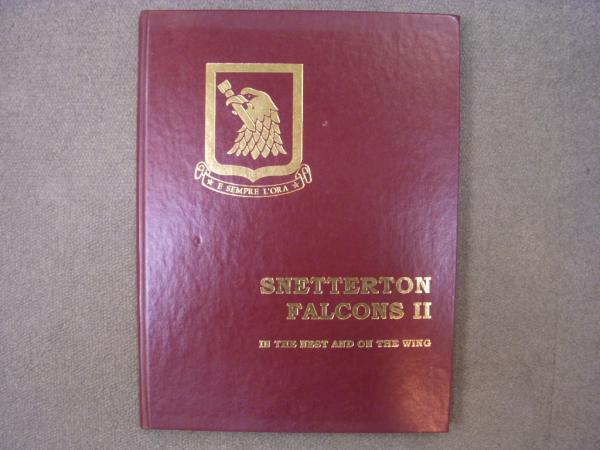 ★ E SEMPRE L'ORA ★
SNETTERTON
FALCONS II
IN THE NEST AND ON THE WING